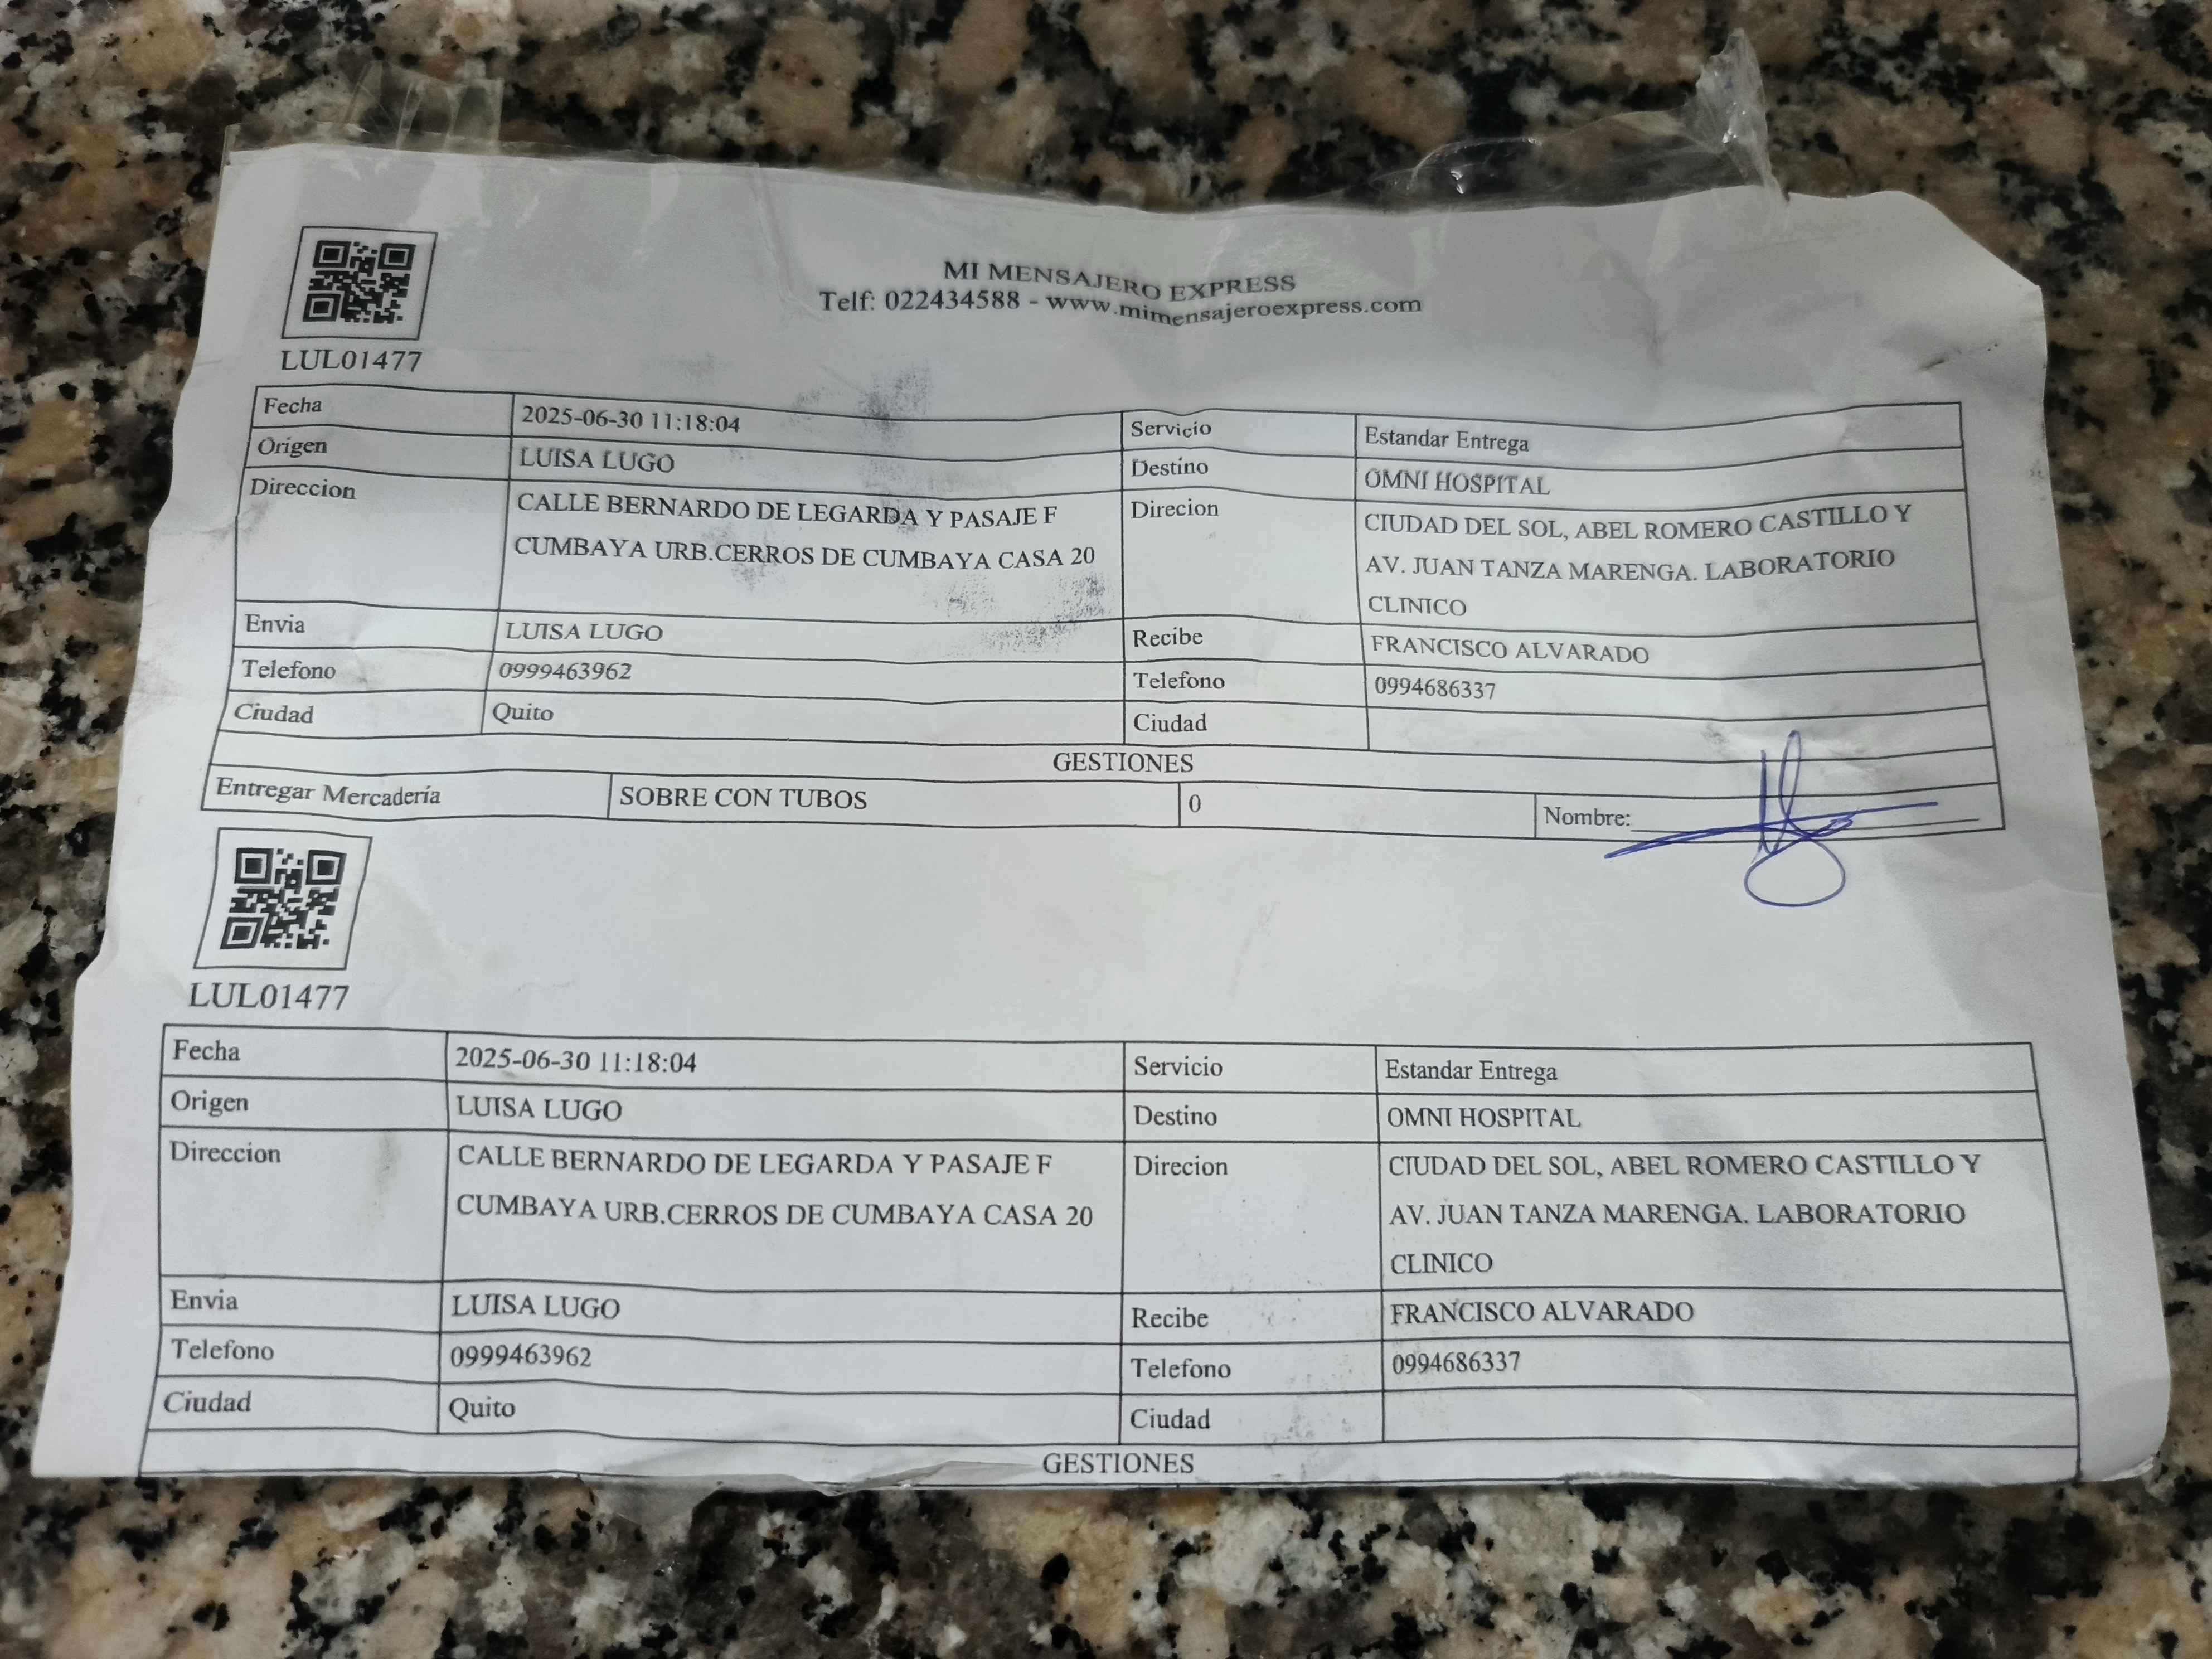 MI MENSAJERO EXPRESS
Telf: 022434588 - www.mimensajeroexpress.com
LUL01477
Fecha 2025-06-30 11:18:04 Servicio Estandar Entrega
Origen LUISA LUGO Destino OMNI HOSPITAL
Direccion CALLE BERNARDO DE LEGARDA Y PASAJE F Direcion CIUDAD DEL SOL, ABEL ROMERO CASTILLO Y
CUMBAYA URB.CERROS DE CUMBAYA CASA 20 AV. JUAN TANZA MARENGA. LABORATORIO
CLINICO
Envia LUISA LUGO Recibe FRANCISCO ALVARADO
Telefono 0999463962 Telefono 0994686337
Ciudad Quito Ciudad
GESTIONES
Entregar Mercadería SOBRE CON TUBOS 0 Nombre:
LUL01477
Fecha 2025-06-30 11:18:04 Servicio Estandar Entrega
Origen LUISA LUGO Destino OMNI HOSPITAL
Direccion CALLE BERNARDO DE LEGARDA Y PASAJE F Direcion CIUDAD DEL SOL, ABEL ROMERO CASTILLO Y
CUMBAYA URB.CERROS DE CUMBAYA CASA 20 AV. JUAN TANZA MARENGA. LABORATORIO
CLINICO
Envia LUISA LUGO Recibe FRANCISCO ALVARADO
Telefono 0999463962 Telefono 0994686337
Ciudad Quito Ciudad
GESTIONES